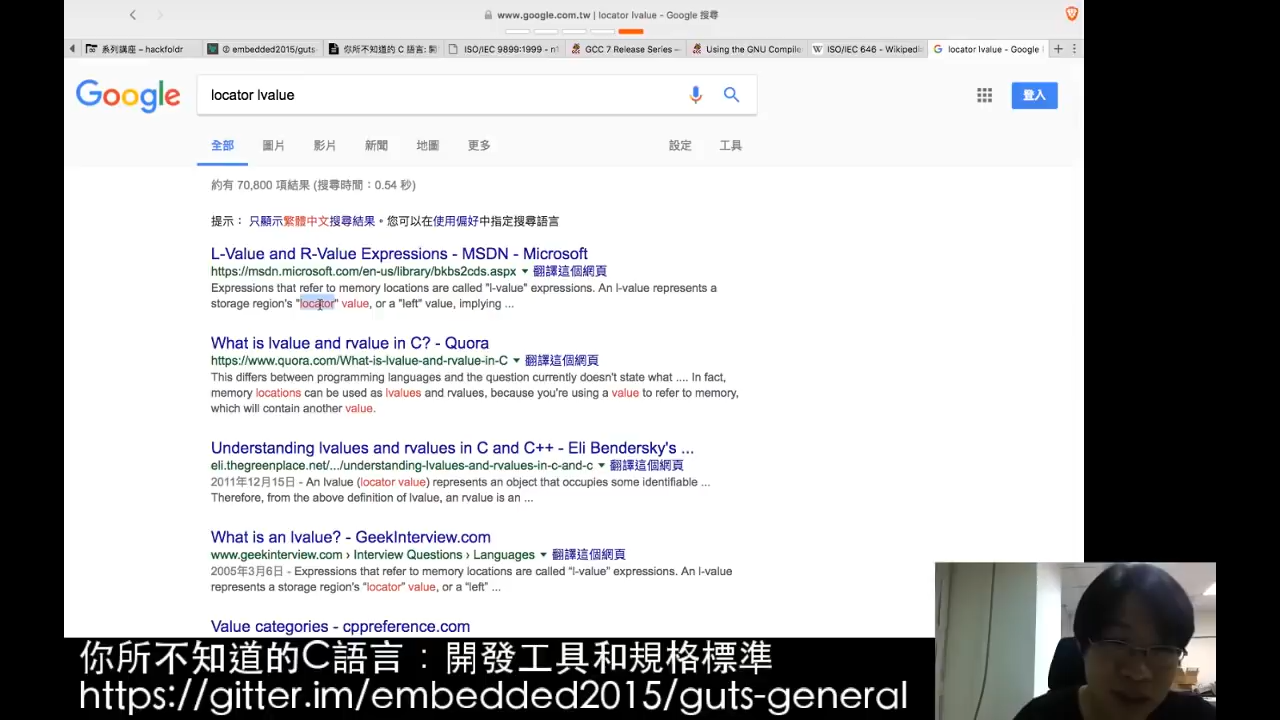 www.google.com.tw | locator lvalue - Google 搜尋
系列講座 – hackfoldr
embedded2015/guts-
你所不知道的 C 語言: 開
ISO/IEC 9899:1999 - n1
GCC 7 Release Series —
Using the GNU Compile
ISO/IEC 646 - Wikipedi
locator lvalue - Google
Google
locator lvalue
登入
全部
圖片
影片
新聞
地圖
更多
設定
工具
約有 70,800 項結果 (搜尋時間：0.54 秒)
提示： 只顯示繁體中文搜尋結果。您可以在使用偏好中指定搜尋語言
L-Value and R-Value Expressions - MSDN - Microsoft
https://msdn.microsoft.com/en-us/library/bkbs2cds.aspx ▼ 翻譯這個網頁
Expressions that refer to memory locations are called "l-value" expressions. An l-value represents a
storage region's "locator" value, or a "left" value, implying ...
What is lvalue and rvalue in C? - Quora
https://www.quora.com/What-is-lvalue-and-rvalue-in-C ▼ 翻譯這個網頁
This differs between programming languages and the question currently doesn't state what .... In fact,
memory locations can be used as lvalues and rvalues, because you're using a value to refer to memory,
which will contain another value.
Understanding lvalues and rvalues in C and C++ - Eli Bendersky's ...
eli.thegreenplace.net/.../understanding-lvalues-and-rvalues-in-c-and-c ▼ 翻譯這個網頁
2011年12月15日 - An lvalue (locator value) represents an object that occupies some identifiable ...
Therefore, from the above definition of lvalue, an rvalue is an ...
What is an lvalue? - GeekInterview.com
www.geekinterview.com › Interview Questions › Languages ▼ 翻譯這個網頁
2005年3月6日 - Expressions that refer to memory locations are called “l-value” expressions. An l-value
represents a storage region's “locator” value, or a “left” ...
Value categories - cppreference.com
你所不知道的C語言：開發工具和規格標準
https://gitter.im/embedded2015/guts-general